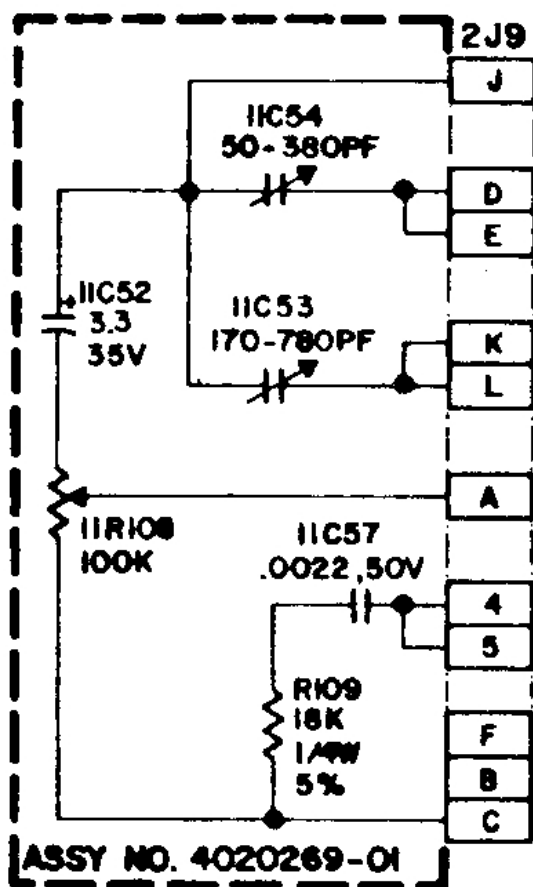 2J9
J
11C54
50-380PF
D
E
11C52
3.3
35V
+
11C53
170-780PF
K
L
A
11R108
100K
11C57
.0022,50V
4
5
R109
18K
1/4W
5%
F
B
C
ASSY NO. 4020269-01